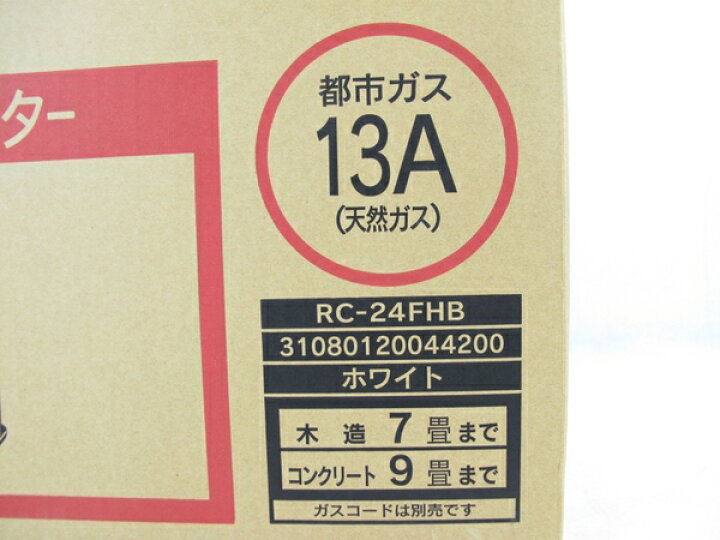 ター
都市ガス
13A
(天然ガス)
RC-24FHB
31080120044200
ホワイト
木造 7 畳まで
コンクリート 9 畳まで
ガスコードは別売です